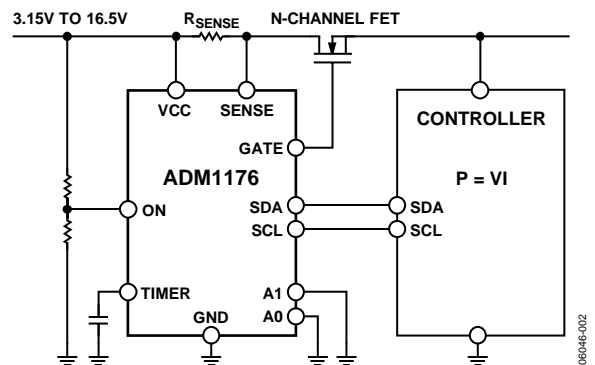 3.15V TO 16.5V
RSENSE
N-CHANNEL FET
VCC
SENSE
CONTROLLER
GATE
ADM1176
P = VI
ON
SDA
SDA
SCL
SCL
TIMER
A1
GND
A0
06046-002